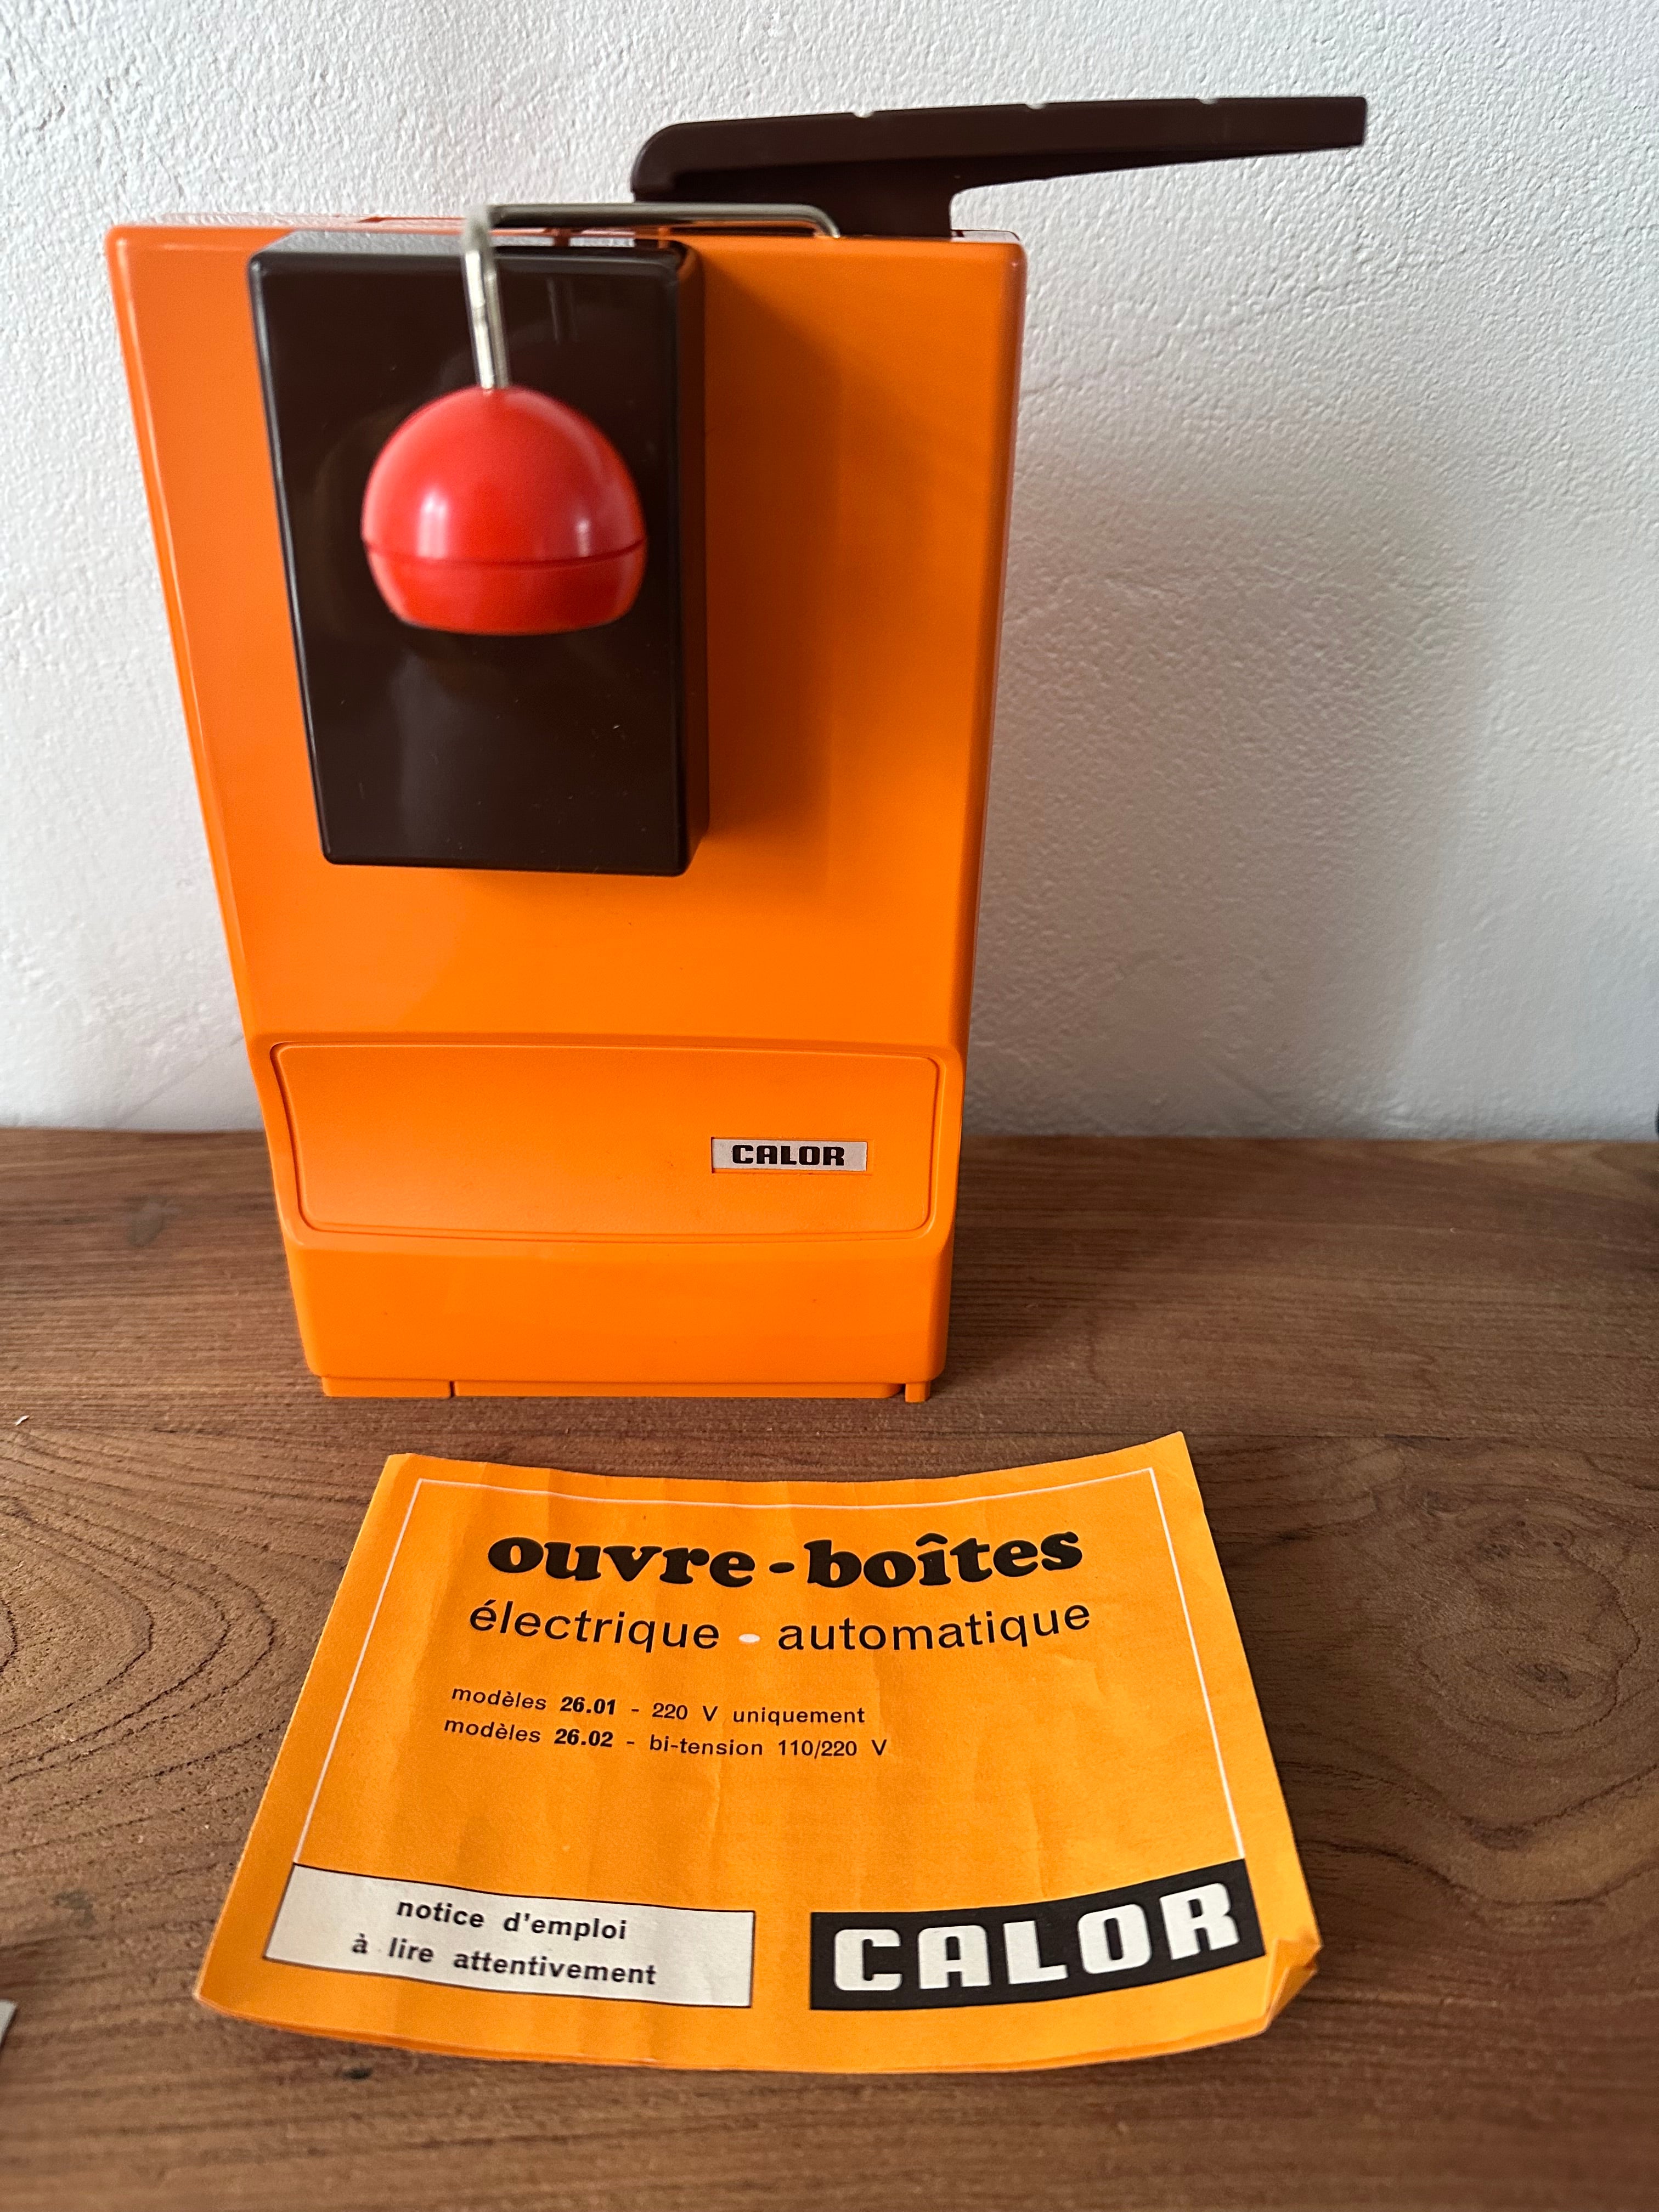 CALOR
ouvre-boîtes
électrique • automatique
modèles 26.01 - 220 V uniquement
modèles 26.02 - bi-tension 110/220 V
notice d'emploi
à lire attentivement
CALOR